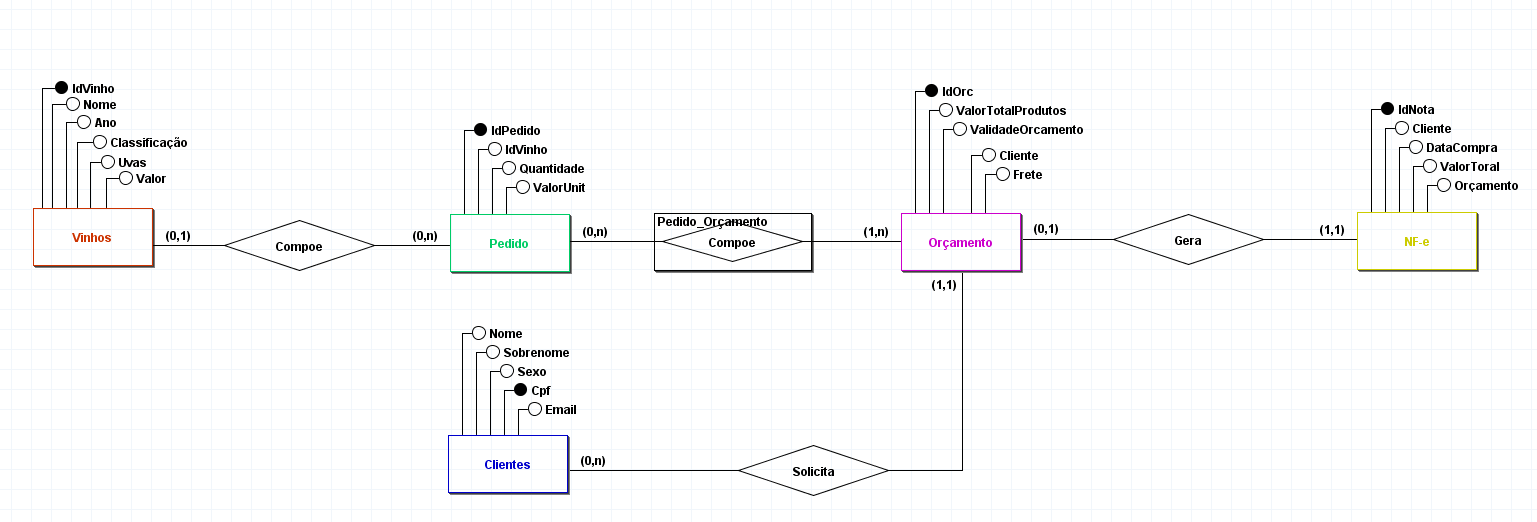 IdVinho
Nome
Ano
Classificação
Uvas
Valor
Vinhos
(0,1)
Compoe
(0,n)
IdPedido
IdVinho
Quantidade
ValorUnit
Pedido
(0,n)
Pedido_Orçamento
Compoe
(1,n)
IdOrc
ValorTotalProdutos
ValidadeOrcamento
Cliente
Frete
Orçamento
(0,1)
Gera
(1,1)
IdNota
Cliente
DataCompra
ValorToral
Orçamento
NF-e
(1,1)
Nome
Sobrenome
Sexo
Cpf
Email
Clientes
(0,n)
Solicita